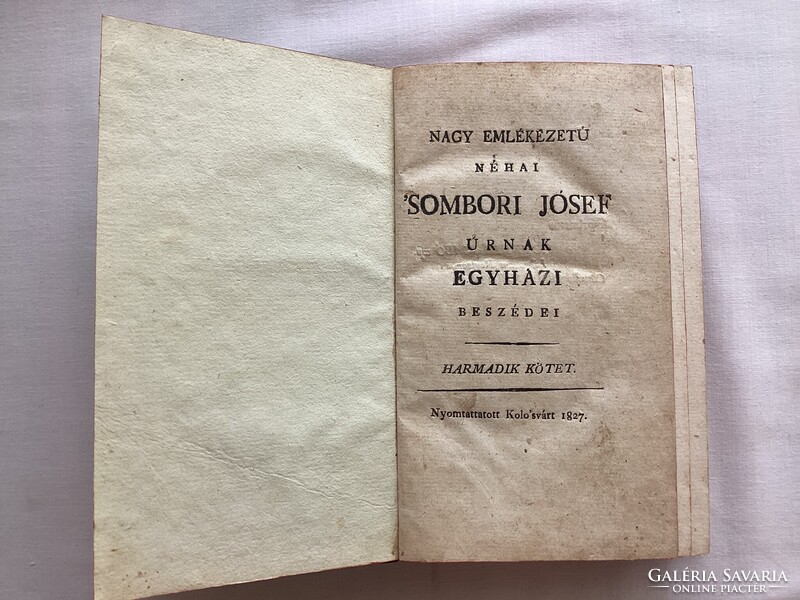 NAGY EMLÉKEZETŰ
NÉHAI
'SOMBORI JÓSEF
ÚRNAK
EGYHÁZI
BESZÉDEI
HARMADIK KÖTET.
Nyomtattatott Kolo'svárt 1827.
GALÉRIA SAVARIA
ONLINE PIACTÉR